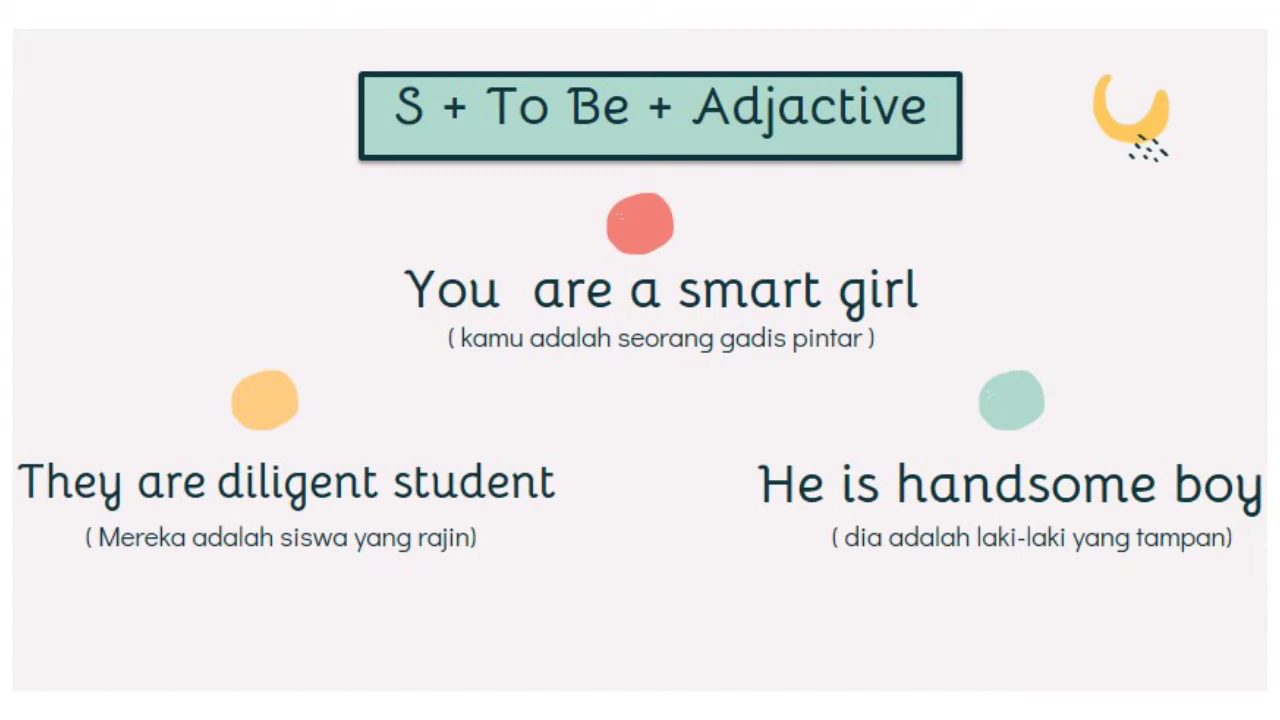 S + To Be + Adjactive
You are a smart girl
( kamu adalah seorang gadis pintar )
They are diligent student
( Mereka adalah siswa yang rajin)
He is handsome boy
( dia adalah laki-laki yang tampan)